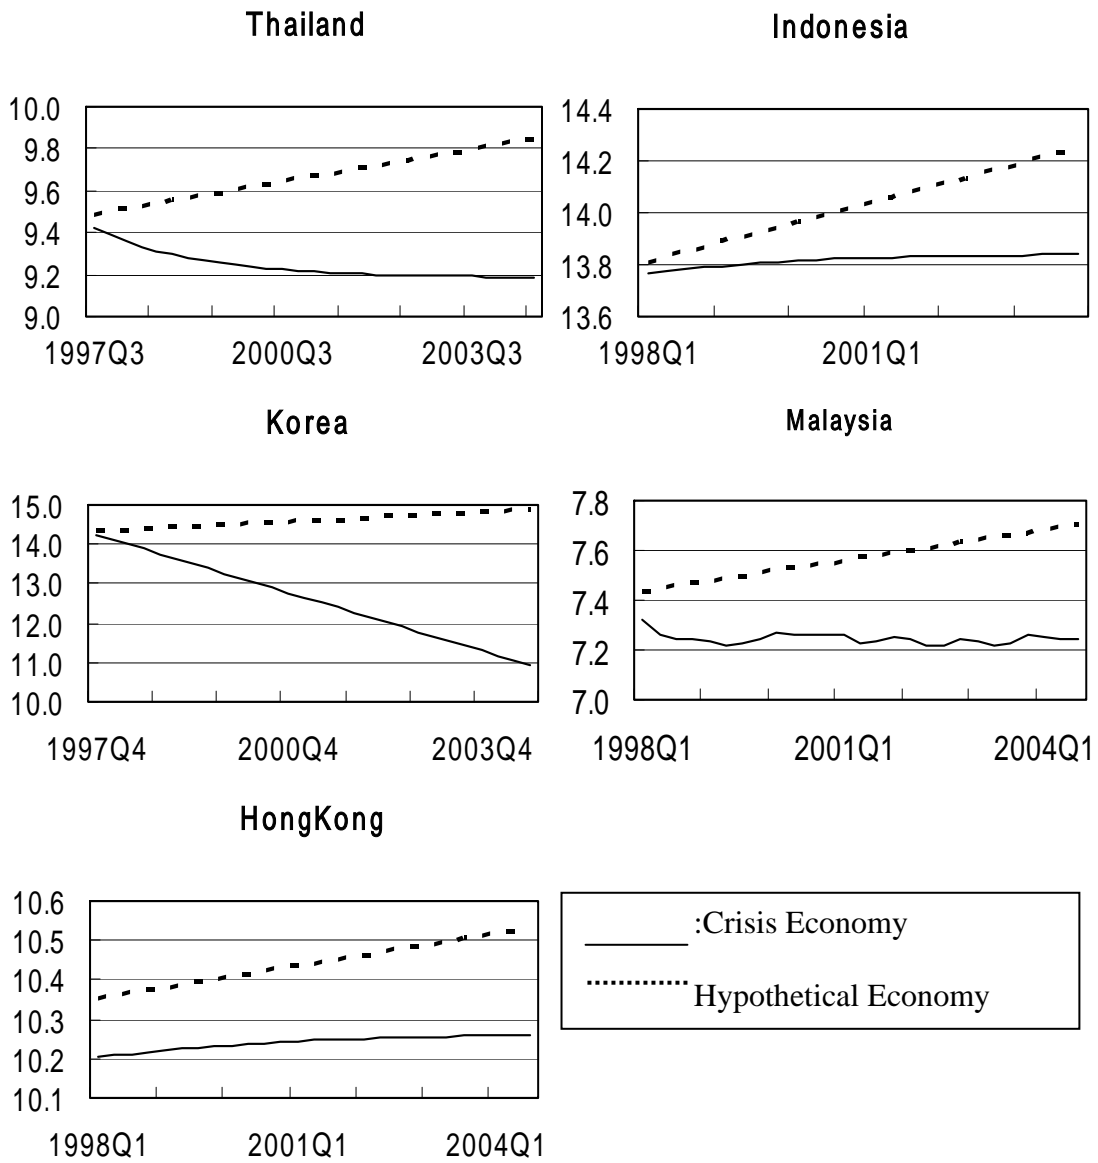 Thailand
10.0
9.8
9.6
9.4
9.2
9.0
1997Q3 2000Q3 2003Q3
Indonesia
14.4
14.2
14.0
13.8
13.6
1998Q1 2001Q1
Korea
15.0
14.0
13.0
12.0
11.0
10.0
1997Q4 2000Q4 2003Q4
Malaysia
7.8
7.6
7.4
7.2
7.0
1998Q1 2001Q1 2004Q1
HongKong
10.6
10.5
10.4
10.3
10.2
10.1
1998Q1 2001Q1 2004Q1
:Crisis Economy
Hypothetical Economy